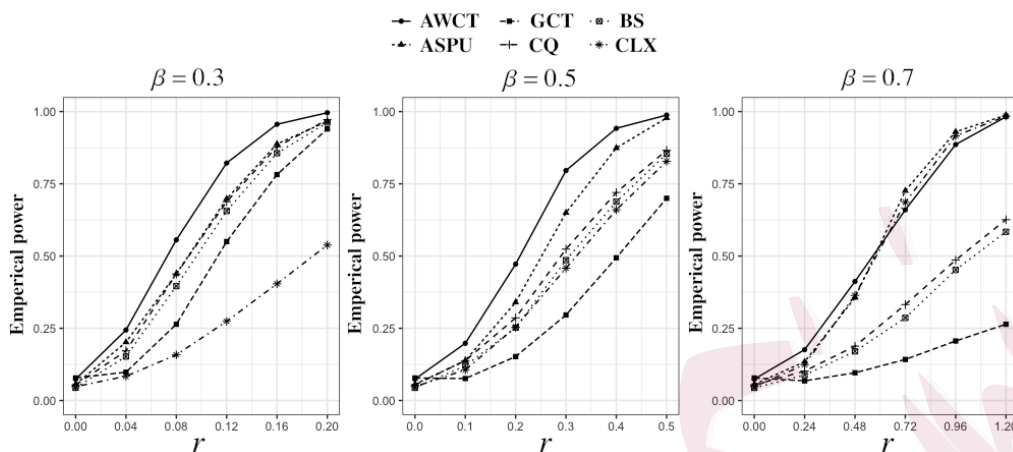 AWCT GCT BS
ASPU CQ CLX
β = 0.3
β = 0.5
β = 0.7
Emperical power
1.00
0.75
0.50
0.25
0.00
0.00 0.04 0.08 0.12 0.16 0.20
r
Emperical power
1.00
0.75
0.50
0.25
0.00
0.0 0.1 0.2 0.3 0.4 0.5
r
Emperical power
1.00
0.75
0.50
0.25
0.00
0.00 0.24 0.48 0.72 0.96 1.20
r